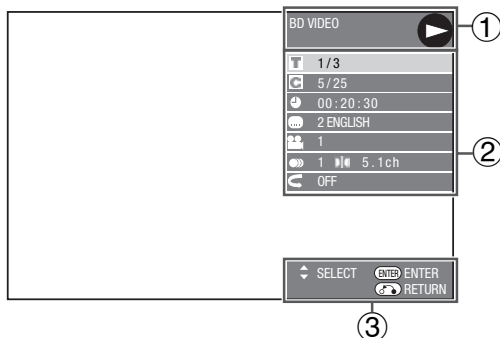 BD VIDEO
①
T 1/3
C 5/25
00:20:30
2 ENGLISH
1
1 5.1ch
②
OFF
SELECT ENTER ENTER
RETURN
③